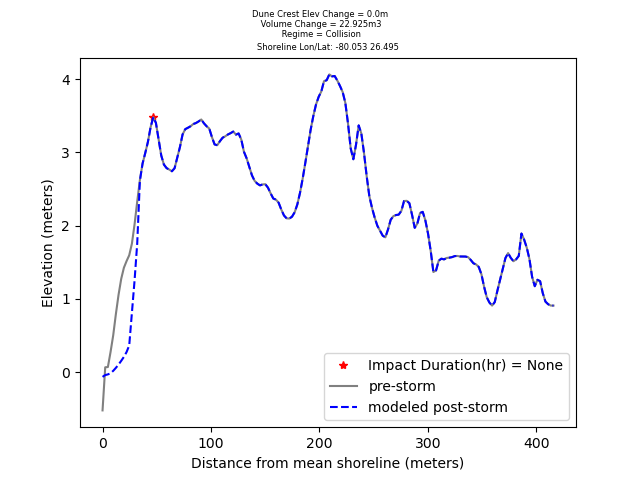 Dune Crest Elev Change = 0.0m
Volume Change = 22.925m3
Regime = Collision
Shoreline Lon/Lat: -80.053 26.495
4
3
2
1
0
Elevation (meters)
Impact Duration(hr) = None
pre-storm
modeled post-storm
0 100 200 300 400
Distance from mean shoreline (meters)